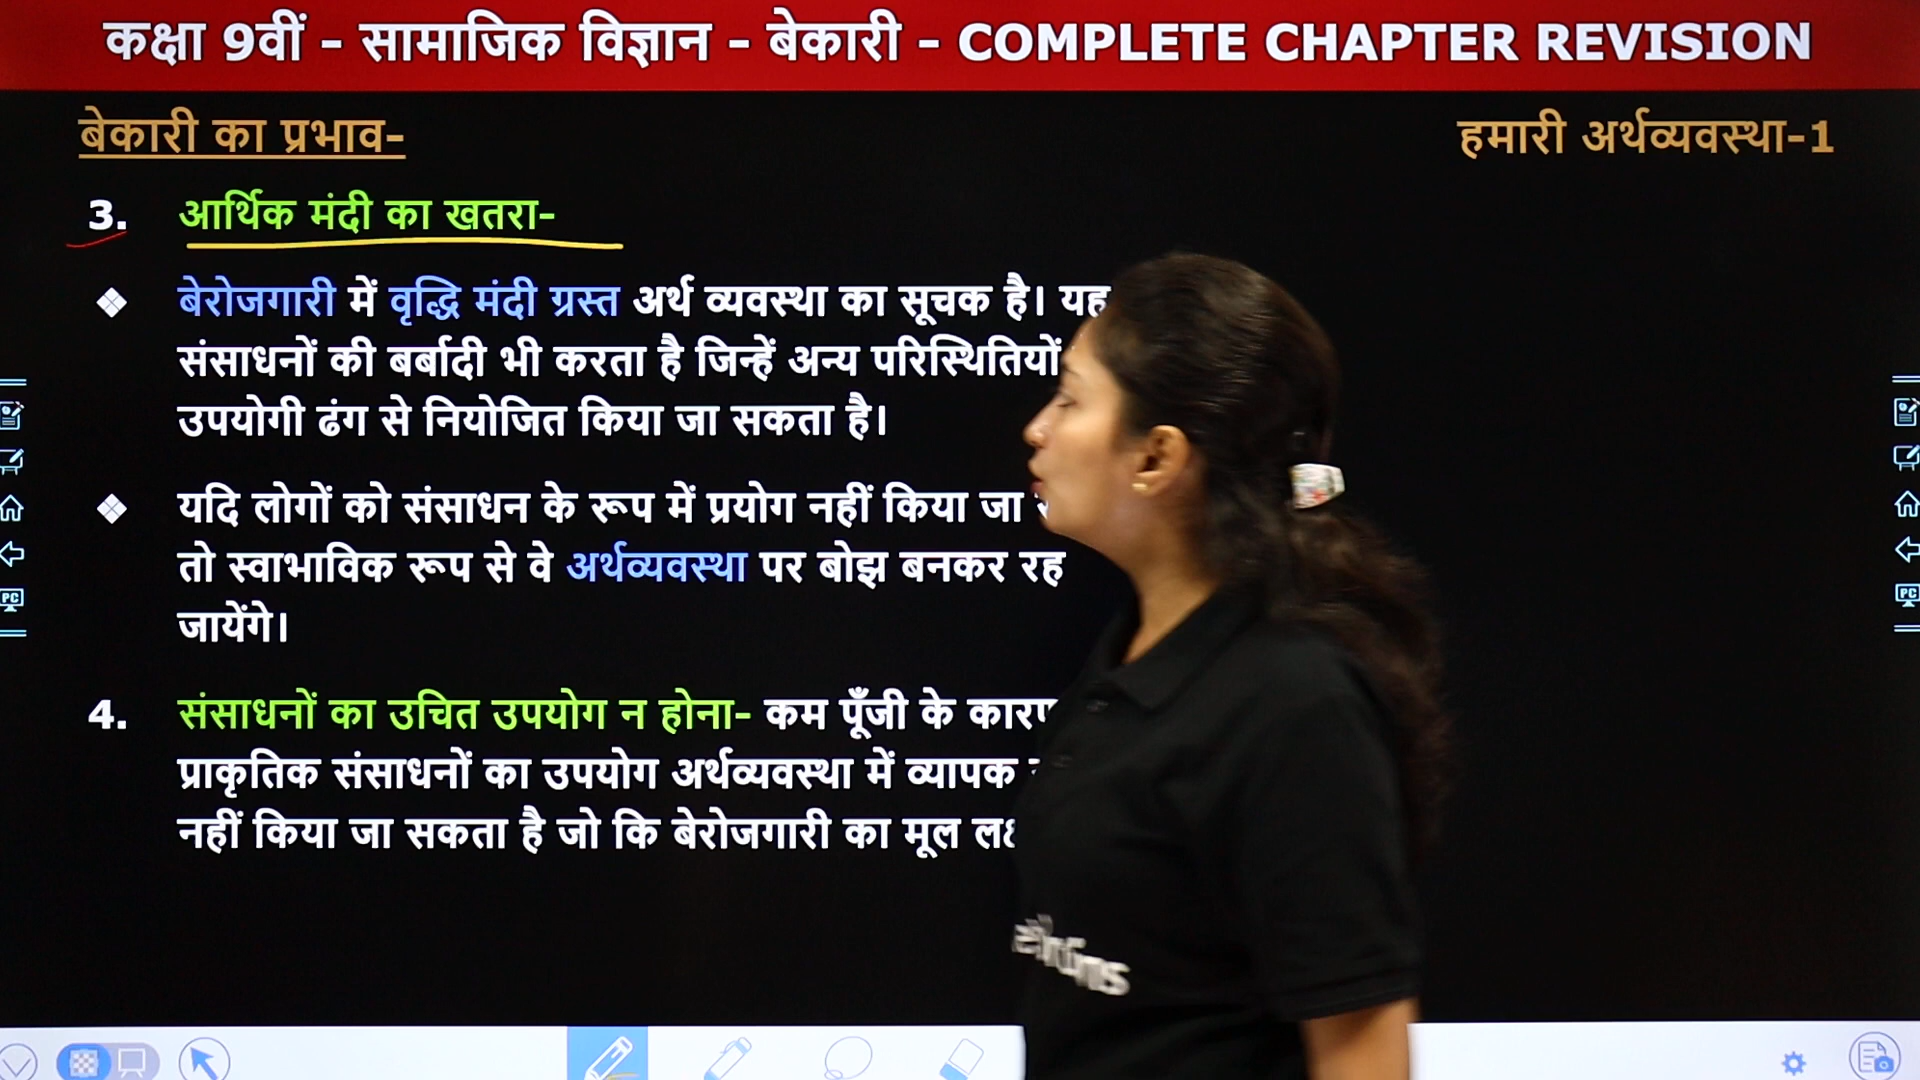 कक्षा 9वीं - सामाजिक विज्ञान - बेकारी - COMPLETE CHAPTER REVISION
बेकारी का प्रभाव-
हमारी अर्थव्यवस्था-1
3. आर्थिक मंदी का खतरा-
❖ बेरोजगारी में वृद्धि मंदी ग्रस्त अर्थ व्यवस्था का सूचक है। यह
संसाधनों की बर्बादी भी करता है जिन्हें अन्य परिस्थितियों
उपयोगी ढंग से नियोजित किया जा सकता है।
❖ यदि लोगों को संसाधन के रूप में प्रयोग नहीं किया जा
तो स्वाभाविक रूप से वे अर्थव्यवस्था पर बोझ बनकर रह
जायेंगे।
4. संसाधनों का उचित उपयोग न होना- कम पूँजी के
प्राकृतिक संसाधनों का उपयोग अर्थव्यवस्था में व्यापक
नहीं किया जा सकता है जो कि बेरोजगारी का मूल
PC
PC